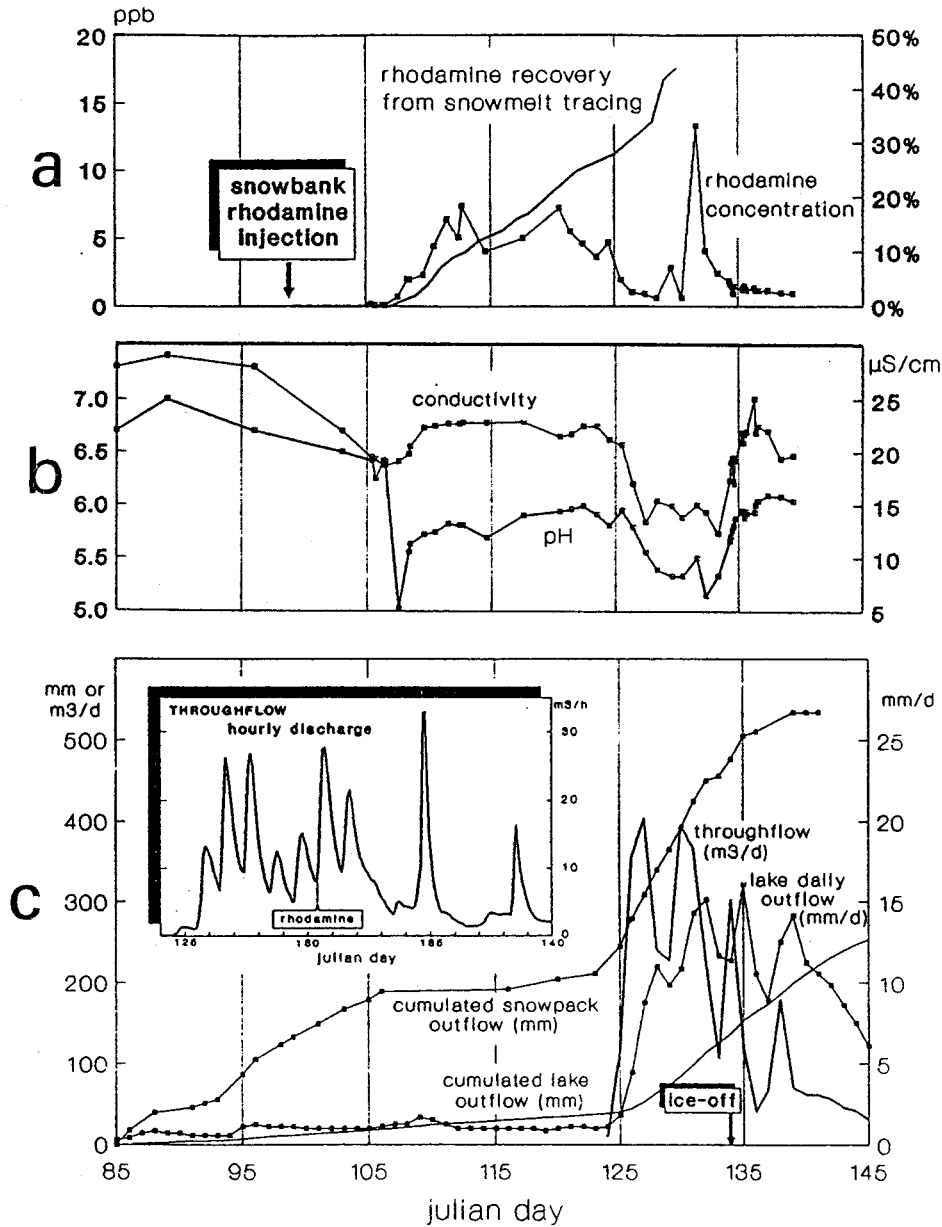 ppb
20
15
10
5
0
50%
40%
30%
20%
10%
0%
a
rhodamine recovery
from snowmelt tracing
snowbank
rhodamine
injection
rhodamine
concentration
b
7.0
6.5
6.0
5.5
5.0
µS/cm
25
20
15
10
5
conductivity
pH
c
mm or
m3/d
500
400
300
200
100
0
mm/d
25
20
15
10
5
0
THROUGHFLOW
hourly discharge
m3/h
30
20
10
0
rhodamine
126
180
186
140
julian day
throughflow
(m3/d)
lake daily
outflow
(mm/d)
cumulated snowpack
outflow (mm)
cumulated lake
outflow (mm)
ice-off
85
95
105
115
125
135
145
julian day